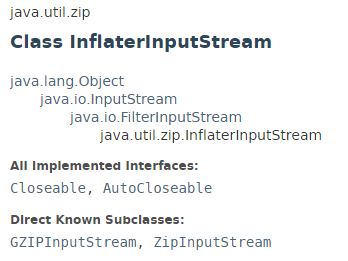 java.util.zip
Class InflaterInputStream
java.lang.Object
java.io.InputStream
java.io.FilterInputStream
java.util.zip.InflaterInputStream
All Implemented Interfaces:
Closeable, AutoCloseable
Direct Known Subclasses:
GZIPInputStream, ZipInputStream